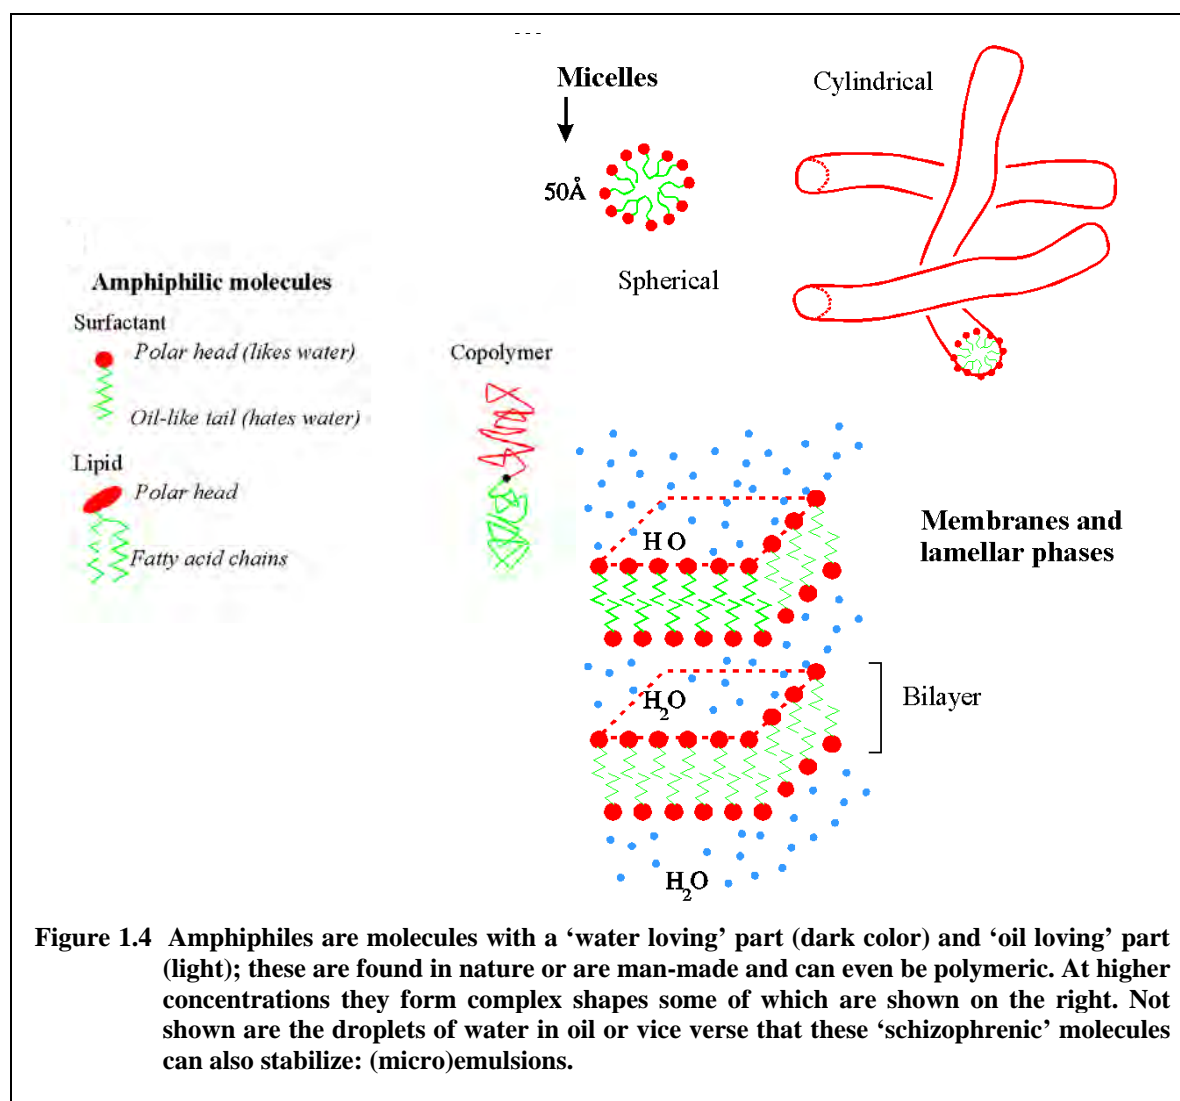 Micelles
Cylindrical
50Å
Spherical
Amphiphilic molecules
Surfactant
Polar head (likes water)
Oil-like tail (hates water)
Lipid
Polar head
Fatty acid chains
Copolymer
H O
Membranes and
lamellar phases
H₂O
Bilayer
H₂O
Figure 1.4 Amphiphiles are molecules with a ‘water loving’ part (dark color) and ‘oil loving’ part
(light); these are found in nature or are man-made and can even be polymeric. At higher
concentrations they form complex shapes some of which are shown on the right. Not
shown are the droplets of water in oil or vice verse that these ‘schizophrenic’ molecules
can also stabilize: (micro)emulsions.